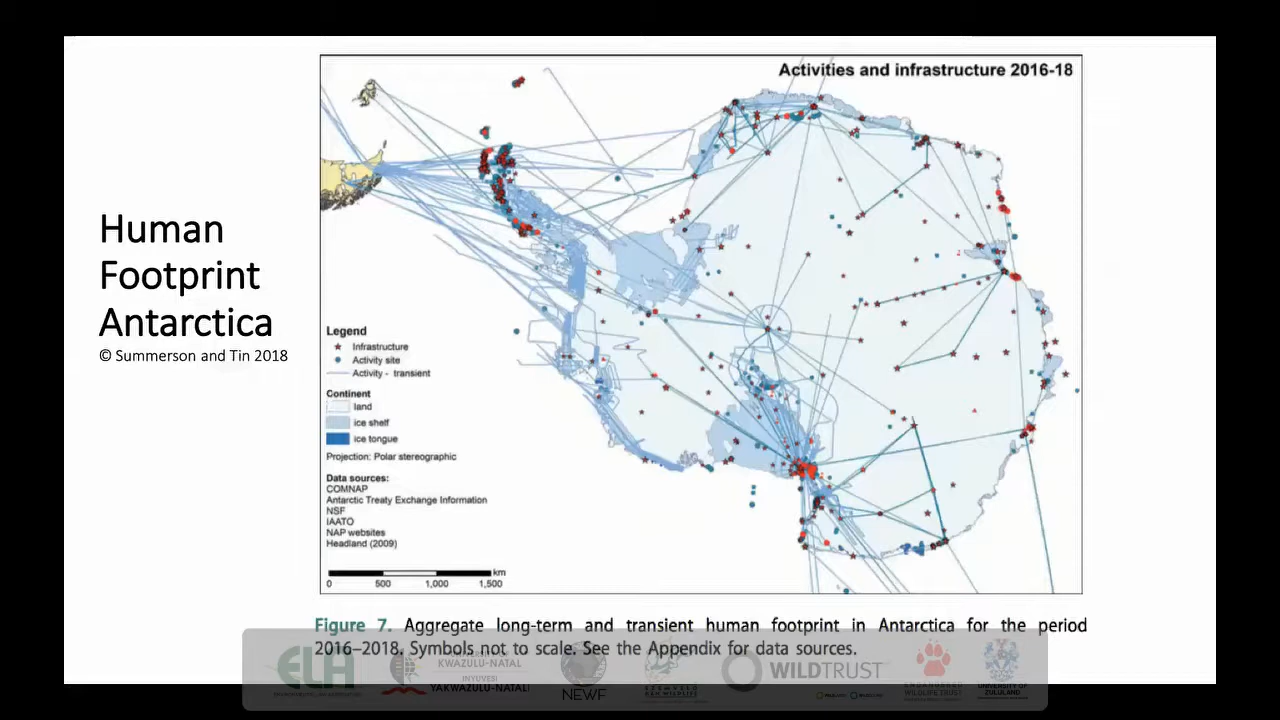 Human
Footprint
Antarctica
© Summerson and Tin 2018
Activities and infrastructure 2016-18
Legend
Infrastructure
Activity site
Activity - transient
Continent
land
ice shelf
ice tongue
Projection: Polar stereographic
Data sources:
COMNAP
Antarctic Treaty Exchange Information
NSF
IAATO
NAP websites
Headland (2009)
km
0 500 1,000 1,500
Figure 7. Aggregate long-term and transient human footprint in Antarctica for the period
2016–2018. Symbols not to scale. See the Appendix for data sources.
ELA
KWAZULU-NATAL
INYUVESI
YAKWAZULU-NATALI
NEWF
WILDTRUST
WILDLIFE TRUST
UNIVERSITY OF
ZULULAND